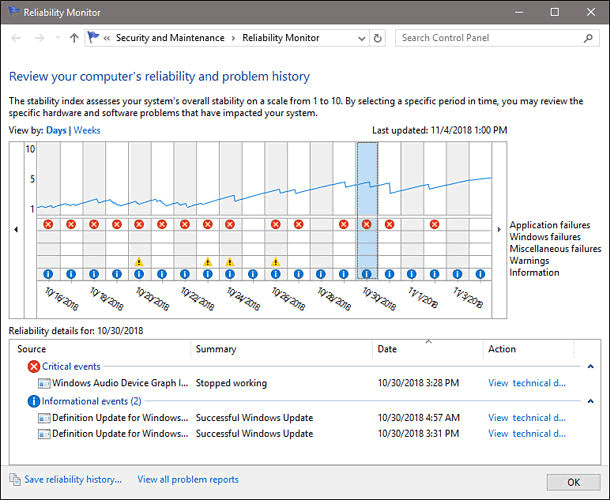 Reliability Monitor
« Security and Maintenance › Reliability Monitor
Search Control Panel
Review your computer's reliability and problem history
The stability index assesses your system's overall stability on a scale from 1 to 10. By selecting a specific period in time, you may review the
specific hardware and software problems that have impacted your system.
View by: Days | Weeks
Last updated: 11/4/2018 1:00 PM
10
5
1
Application failures
Windows failures
Miscellaneous failures
Warnings
Information
10/16/2018
10/18/2018
10/20/2018
10/22/2018
10/24/2018
10/26/2018
10/28/2018
10/30/2018
11/1/2018
11/3/2018
Reliability details for: 10/30/2018
Source Summary Date Action
Critical events
Windows Audio Device Graph I... Stopped working 10/30/2018 3:28 PM View technical d...
Informational events (2)
Definition Update for Windows... Successful Windows Update 10/30/2018 4:57 AM View technical d...
Definition Update for Windows... Successful Windows Update 10/30/2018 3:31 PM View technical d...
Save reliability history... View all problem reports
OK